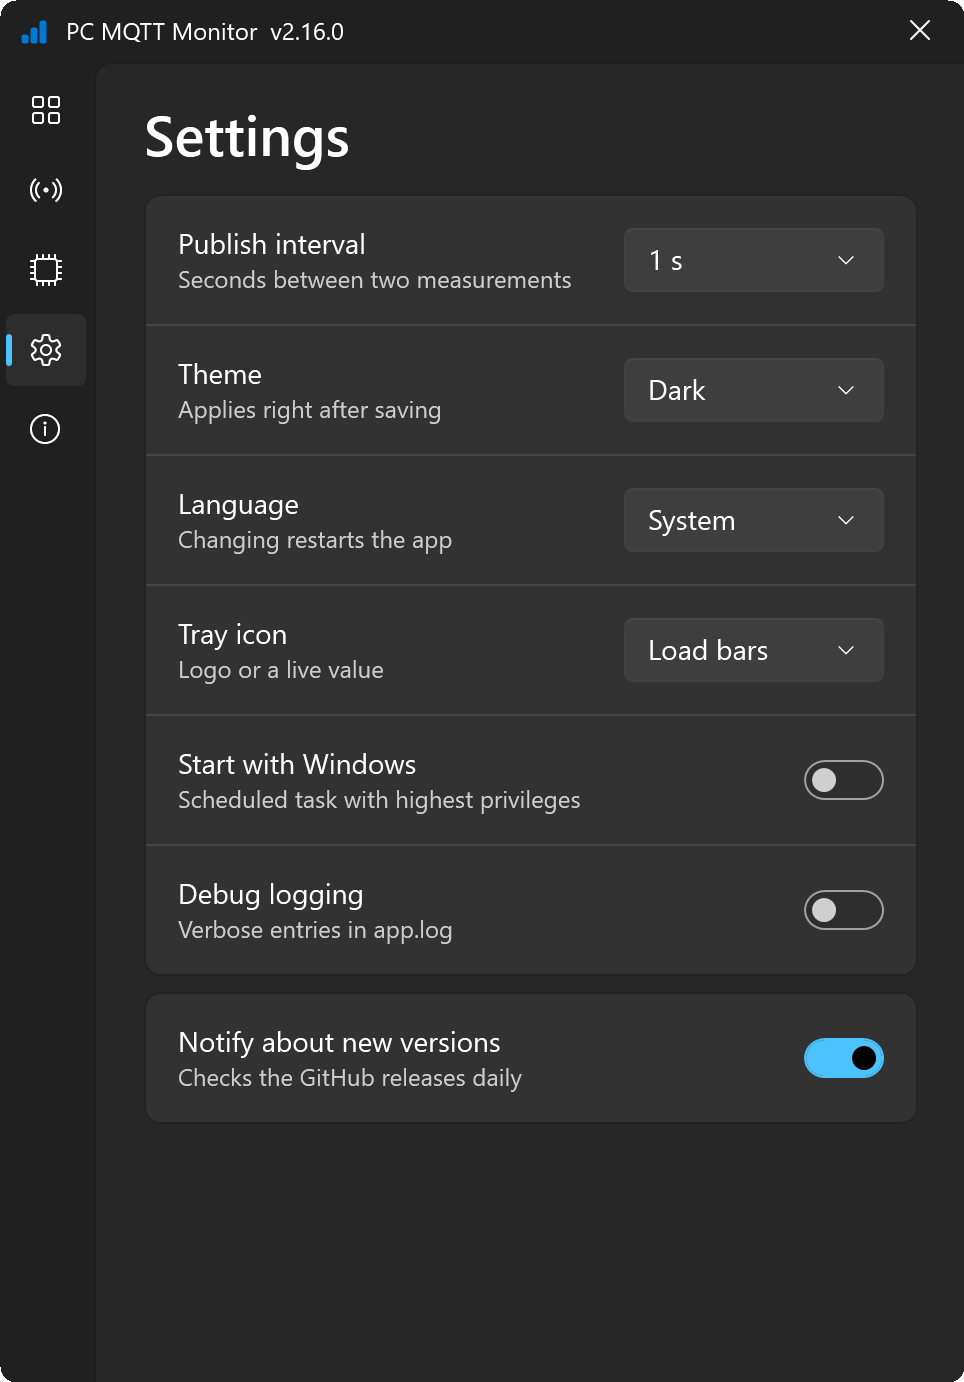 PC MQTT Monitor v2.16.0
Settings
Publish interval
Seconds between two measurements
1 s
Theme
Applies right after saving
Dark
Language
Changing restarts the app
System
Tray icon
Logo or a live value
Load bars
Start with Windows
Scheduled task with highest privileges
Debug logging
Verbose entries in app.log
Notify about new versions
Checks the GitHub releases daily